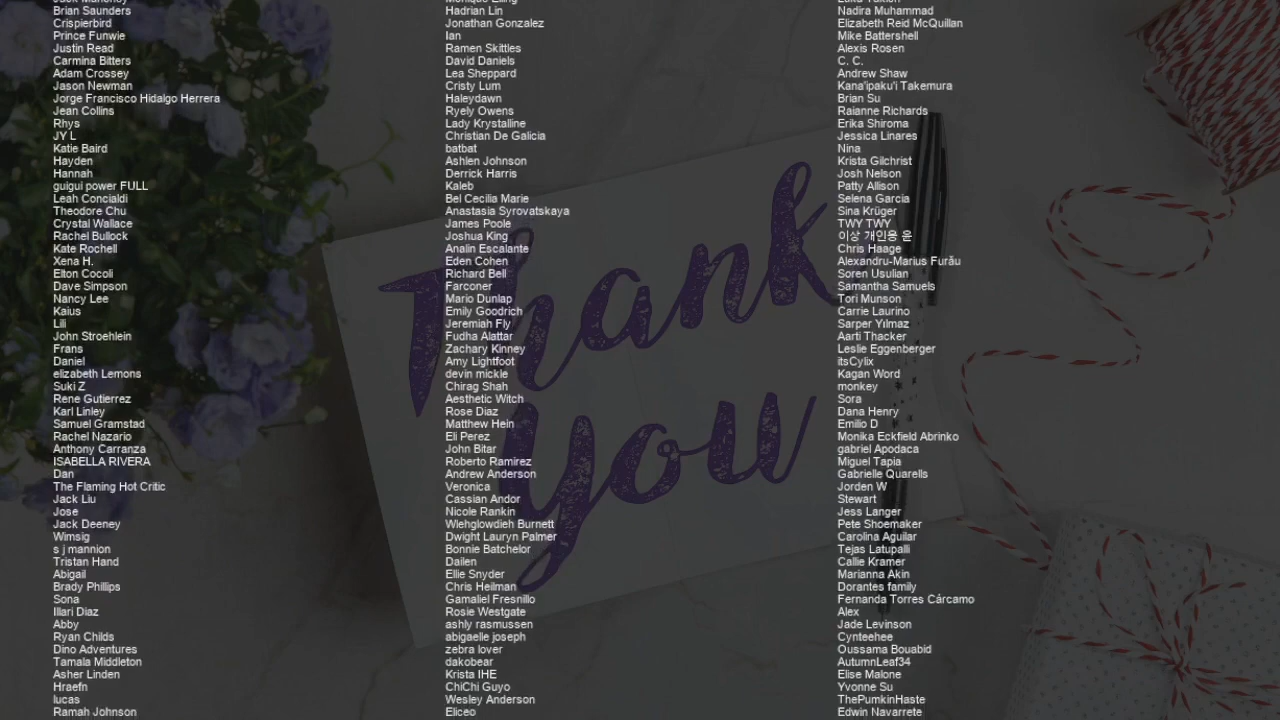 Brian Saunders
Crispierbird
Prince Funwie
Justin Read
Carmina Bitters
Adam Crossey
Jason Newman
Jorge Francisco Hidalgo Herrera
Jean Collins
Rhys
JY L
Katie Baird
Hayden
Hannah
guigui power FULL
Leah Concialdi
Theodore Chu
Crystal Wallace
Rachel Bullock
Kate Rochell
Xena H.
Elton Cocoli
Dave Simpson
Nancy Lee
Kaius
Lili
John Stroehlein
Frans
Daniel
elizabeth Lemons
Suki Z
Rene Gutierrez
Karl Linley
Samuel Gramstad
Rachel Nazario
Anthony Carranza
ISABELLA RIVERA
Dan
The Flaming Hot Critic
Jack Liu
Jose
Jack Deeney
Wimsig
s j mannion
Tristan Hand
Abigail
Brady Phillips
Sona
Illari Diaz
Abby
Ryan Childs
Dino Adventures
Tamala Middleton
Asher Linden
Hraefn
lucas
Ramah Johnson
Hadrian Lin
Jonathan Gonzalez
Ian
Ramen Skittles
David Daniels
Lea Sheppard
Cristy Lum
Haleydawn
Ryely Owens
Lady Krystalline
Christian De Galicia
batbat
Ashlen Johnson
Derrick Harris
Kaleb
Bel Cecilia Marie
Anastasia Syrovatskaya
James Poole
Joshua King
Analin Escalante
Eden Cohen
Richard Bell
Farconer
Mario Dunlap
Emily Goodrich
Jeremiah Fly
Fudha Alattar
Zachary Kinney
Amy Lightfoot
devin mickle
Chirag Shah
Aesthetic Witch
Rose Diaz
Matthew Hein
Eli Perez
John Bitar
Roberto Ramirez
Andrew Anderson
Veronica
Cassian Andor
Nicole Rankin
Wiehglowdieh Burnett
Dwight Lauryn Palmer
Bonnie Batchelor
Dailen
Ellie Snyder
Chris Heilman
Gamaliel Fresnillo
Rosie Westgate
ashly rasmussen
abigaelle joseph
zebra lover
dakobear
Krista IHE
ChiChi Guyo
Wesley Anderson
Eliceo
Nadira Muhammad
Elizabeth Reid McQuillan
Mike Battershell
Alexis Rosen
C. C.
Andrew Shaw
Kana'ipaku'i Takemura
Brian Su
Raianne Richards
Erika Shiroma
Jessica Linares
Nina
Krista Gilchrist
Josh Nelson
Patty Allison
Selena Garcia
Sina Krüger
TWY TWY
이상 개인용 윤
Chris Haage
Alexandru-Marius Furău
Soren Usulian
Samantha Samuels
Tori Munson
Carrie Laurino
Sarper Yılmaz
Aarti Thacker
Leslie Eggenberger
itsCylix
Kagan Word
monkey
Sora
Dana Henry
Emilio D
Monika Eckfield Abrinko
gabriel Apodaca
Miguel Tapia
Gabrielle Quarells
Jorden W
Stewart
Jess Langer
Pete Shoemaker
Carolina Aguilar
Tejas Latupalli
Callie Kramer
Marianna Akin
Dorantes family
Fernanda Torres Cárcamo
Alex
Jade Levinson
Cynteehee
Oussama Bouabid
AutumnLeaf34
Elise Malone
Yvonne Su
ThePumkinHaste
Edwin Navarrete
Thank
you